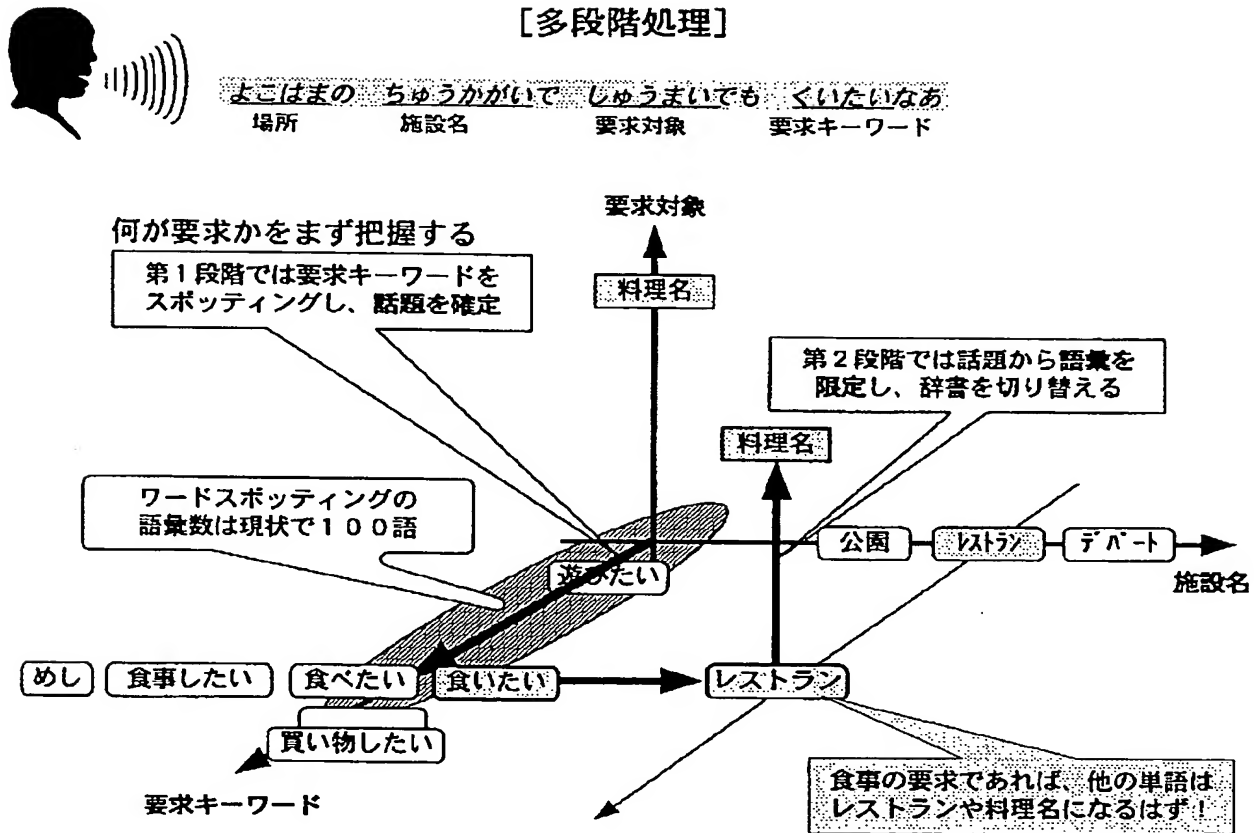 [多段階処理]
よこはまの ちゅうかがいで しゅうまいでも くいたいなあ
場所 施設名 要求対象 要求キーワード
要求対象
何が要求かをまず把握する
第1段階では要求キーワードを
スポッティングし、話題を確定
料理名
第2段階では話題から語彙を
限定し、辞書を切り替える
料理名
ワードスポッティングの
語彙数は現状で100語
公園 レストラン デパート
施設名
遊びたい
めし 食事したい 食べたい 食いたい レストラン
買い物したい
要求キーワード
食事の要求であれば、他の単語は
レストランや料理名になるはず!